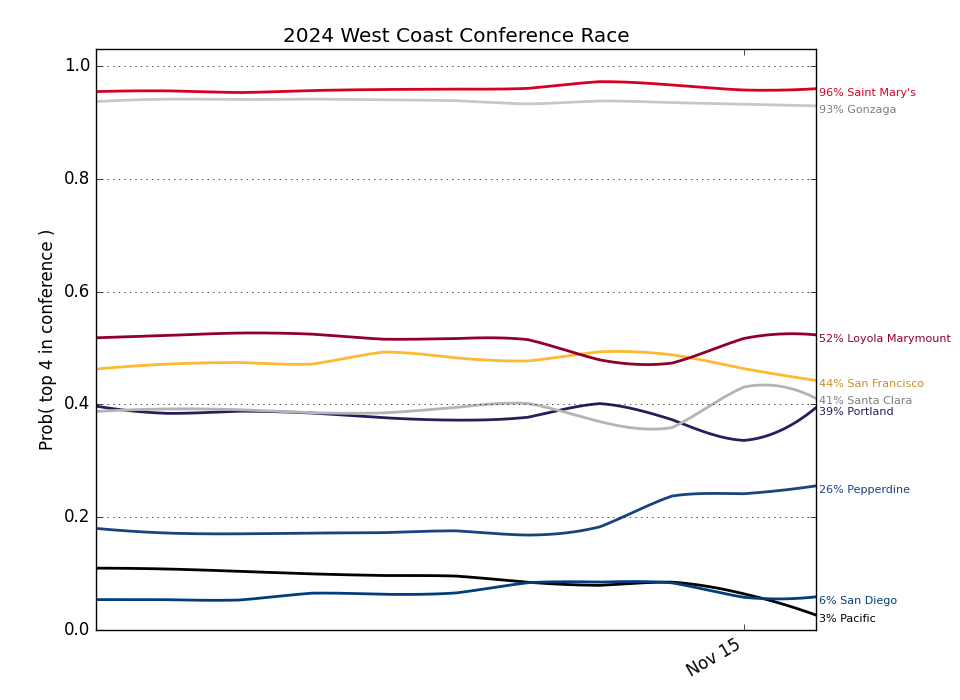 2024 West Coast Conference Race
Prob( top 4 in conference )
1.0
0.8
0.6
0.4
0.2
0.0
Nov 15
96% Saint Mary's
93% Gonzaga
52% Loyola Marymount
44% San Francisco
41% Santa Clara
39% Portland
26% Pepperdine
6% San Diego
3% Pacific